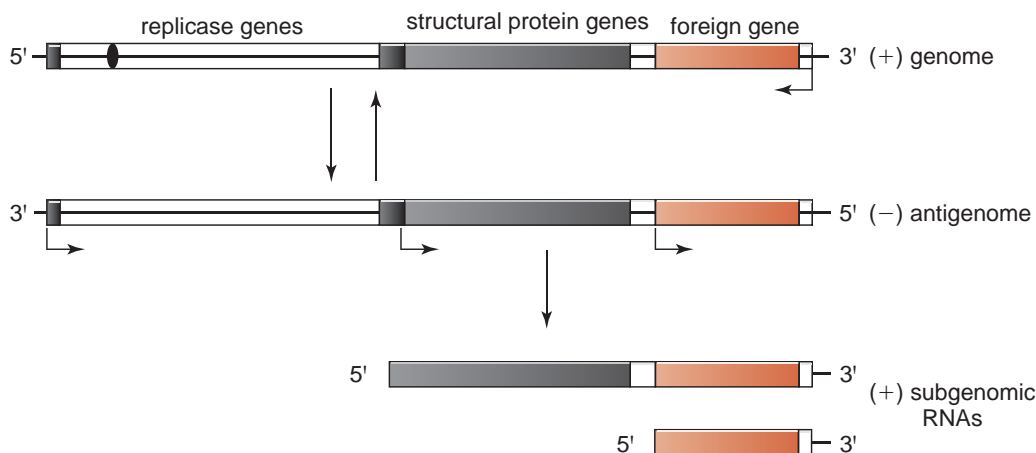 replicase genes
structural protein genes
foreign gene
5' 3' (+) genome
3' 5' (−) antigenome
5' 3'
(+) subgenomic
RNAs
5' 3'